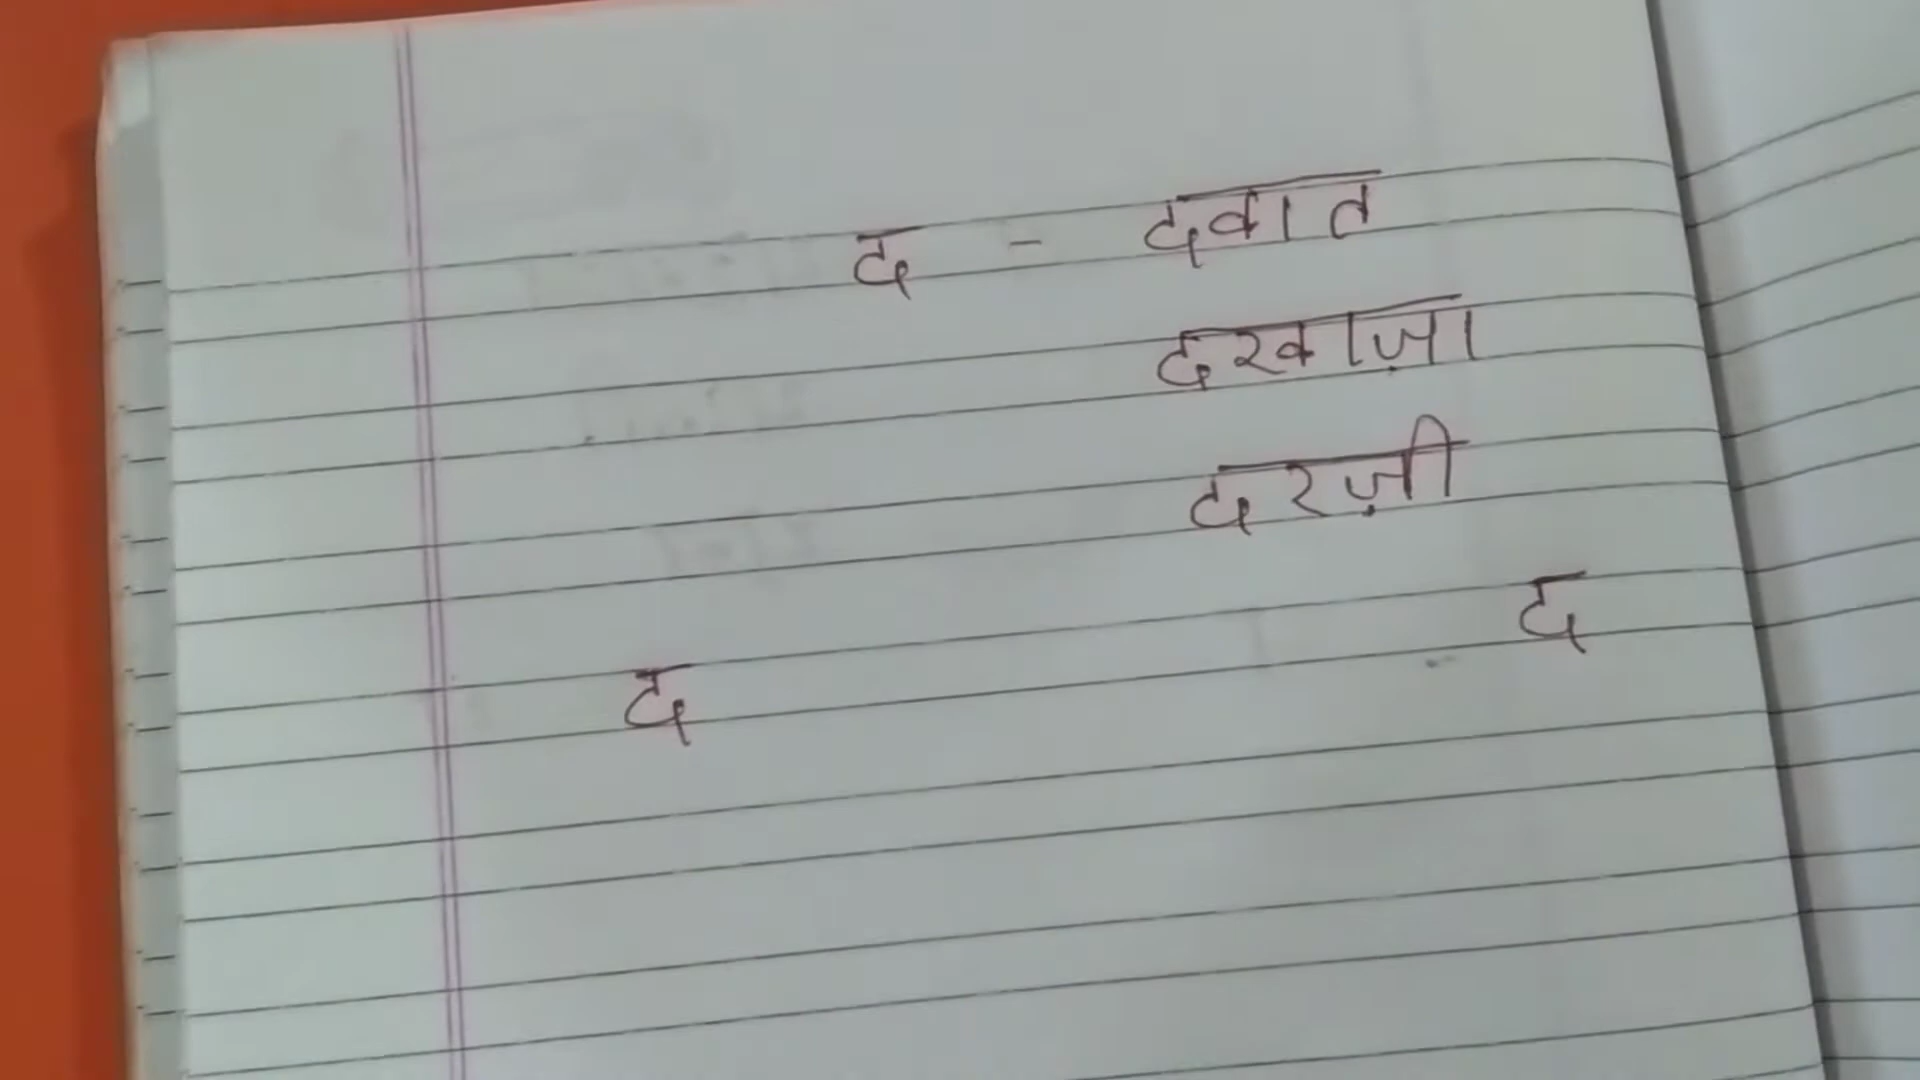 द - दवात
दरवाज़ा
दरज़ी
द
द